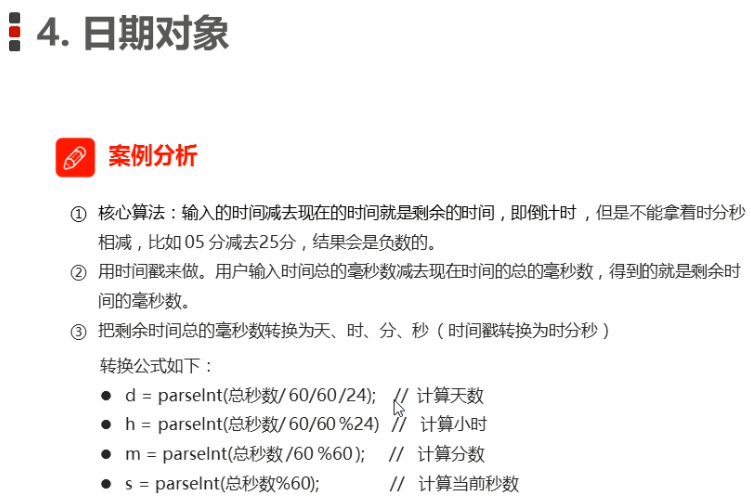 4. 日期对象
案例分析
① 核心算法：输入的时间减去现在的时间就是剩余的时间，即倒计时，但是不能拿着时分秒
相减，比如 05 分减去25分，结果会是负数的。
② 用时间戳来做。用户输入时间总的毫秒数减去现在时间的总的毫秒数，得到的就是剩余时
间的毫秒数。
③ 把剩余时间总的毫秒数转换为天、时、分、秒（时间戳转换为时分秒）
转换公式如下：
● d = parseInt(总秒数/ 60/60 /24); // 计算天数
● h = parseInt(总秒数/ 60/60 %24) // 计算小时
● m = parseInt(总秒数 /60 %60 ); // 计算分数
● s = parseInt(总秒数%60); // 计算当前秒数